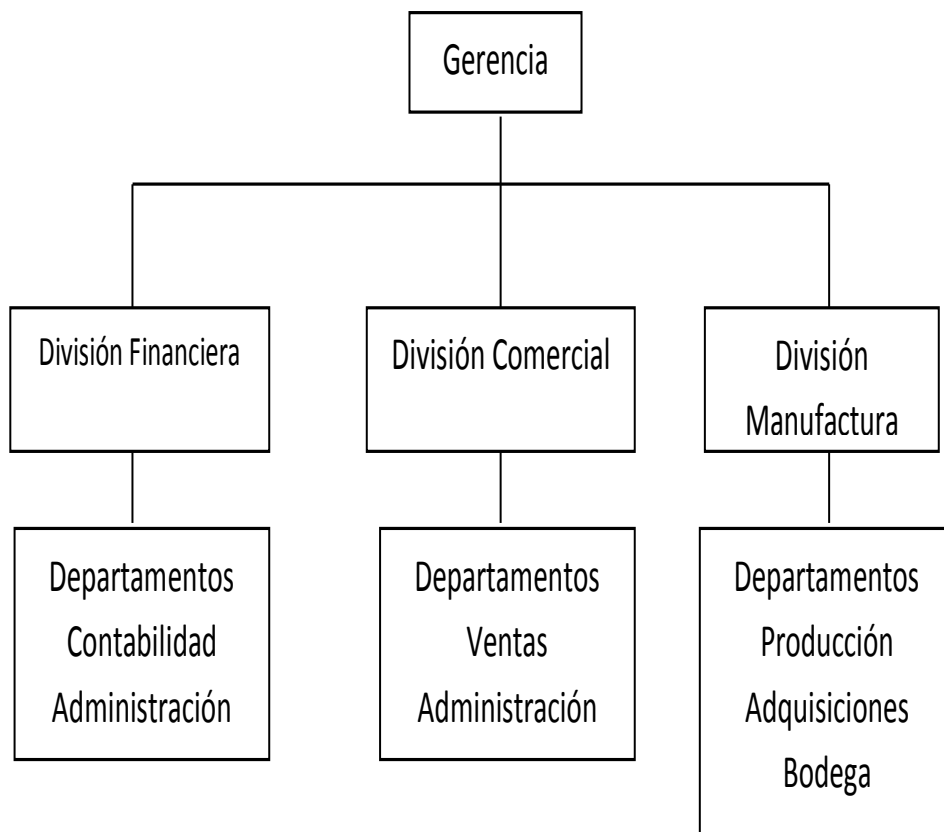 Gerencia
División Financiera
División Comercial
División
Manufactura
Departamentos
Contabilidad
Administración
Departamentos
Ventas
Administración
Departamentos
Producción
Adquisiciones
Bodega